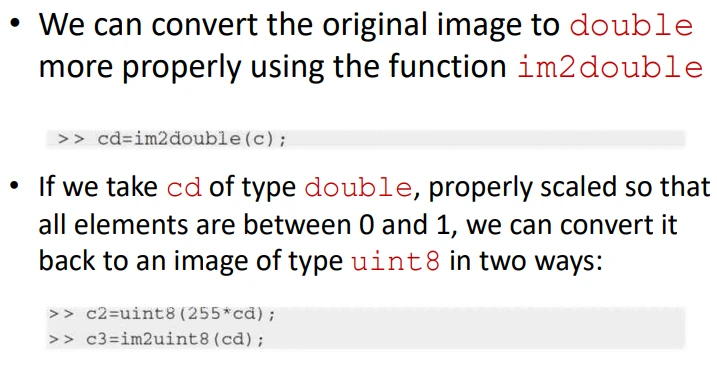 • We can convert the original image to double
more properly using the function im2double
>> cd=im2double(c);
• If we take cd of type double, properly scaled so that
all elements are between 0 and 1, we can convert it
back to an image of type uint8 in two ways:
>> c2=uint8(255*cd);
>> c3=im2uint8(cd);